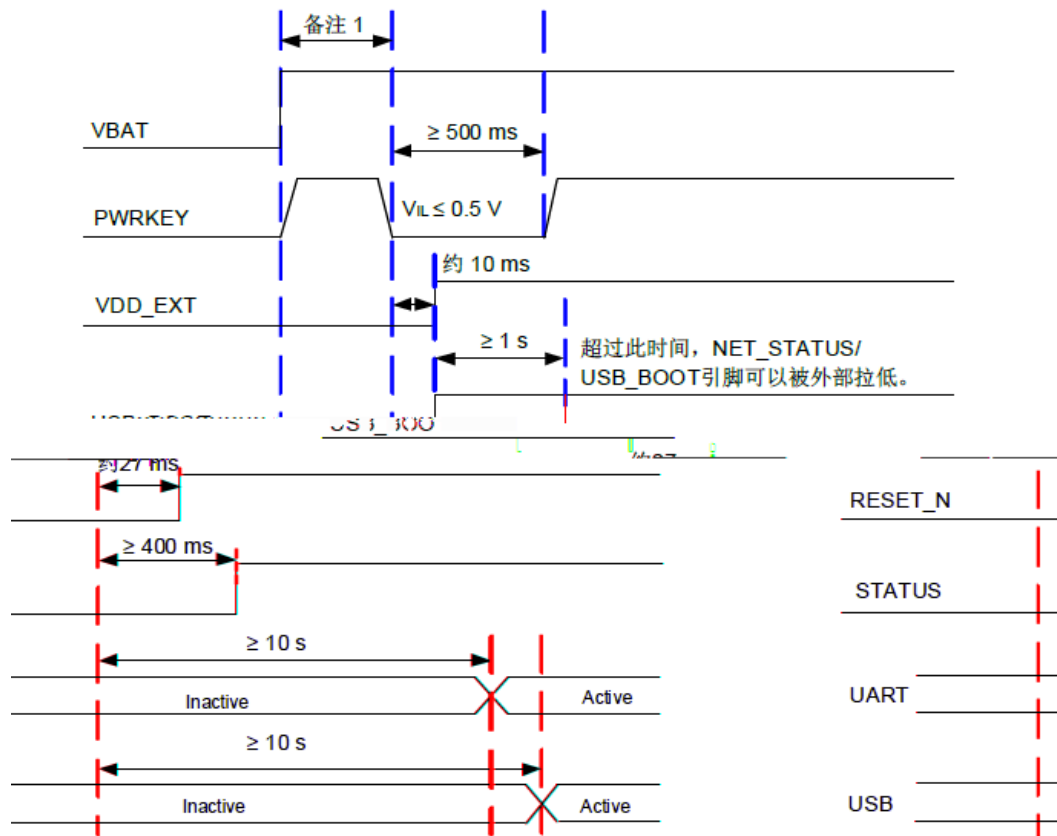 备注 1
VBAT
≥ 500 ms
PWRKEY
VIL ≤ 0.5 V
约 10 ms
VDD_EXT
≥ 1 s
超过此时间，NET_STATUS/
USB_BOOT引脚可以被外部拉低。
约27 ms
RESET_N
≥ 400 ms
STATUS
≥ 10 s
Inactive
Active
UART
≥ 10 s
Inactive
Active
USB